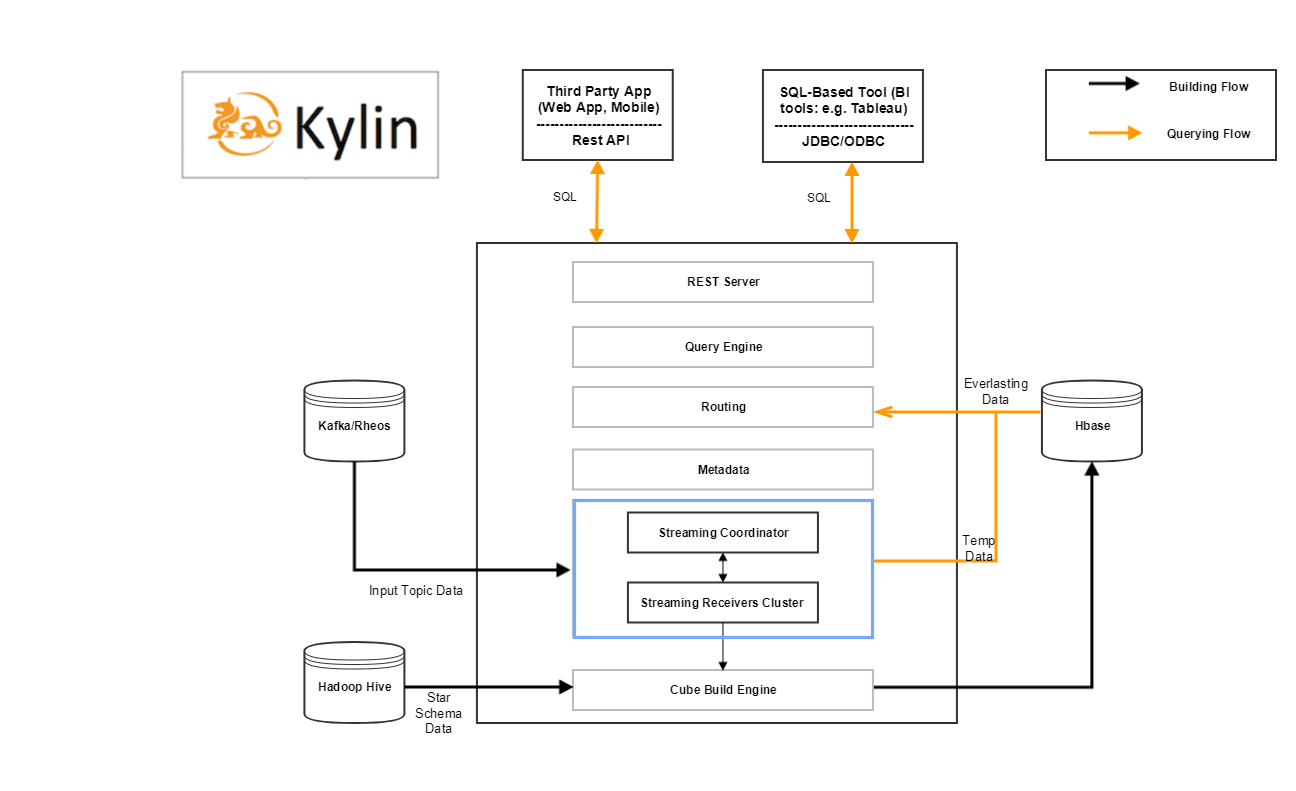 Kylin
Third Party App
(Web App, Mobile)
Rest API
SQL-Based Tool (BI
tools: e.g. Tableau)
JDBC/ODBC
Building Flow
Querying Flow
SQL
SQL
REST Server
Query Engine
Routing
Metadata
Streaming Coordinator
Streaming Receivers Cluster
Cube Build Engine
Kafka/Rheos
Input Topic Data
Hadoop Hive
Star
Schema
Data
Everlasting
Data
Hbase
Temp
Data